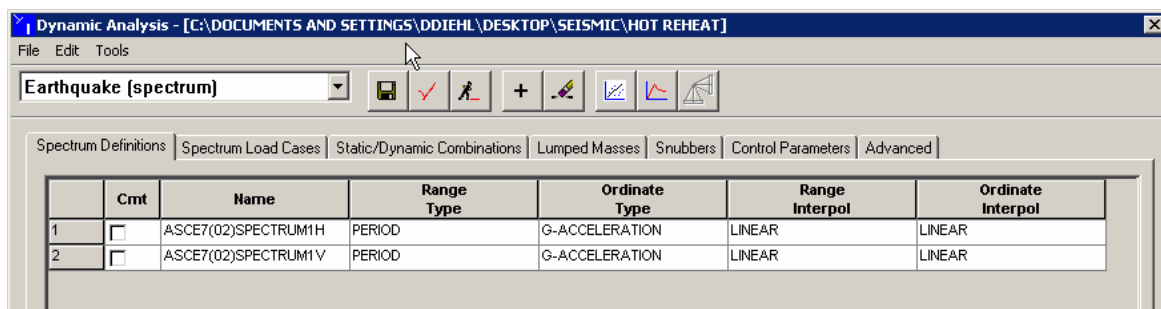 Dynamic Analysis - [C:\DOCUMENTS AND SETTINGS\DDIEHL\DESKTOP\SEISMIC\HOT REHEAT]
File Edit Tools
Earthquake (spectrum)
Spectrum Definitions Spectrum Load Cases Static/Dynamic Combinations Lumped Masses Snubbers Control Parameters Advanced
Cmnt Name Range Type Ordinate Type Range Interpol Ordinate Interpol
1 ASCE7(02)SPECTRUM1H PERIOD G-ACCELERATION LINEAR LINEAR
2 ASCE7(02)SPECTRUM1V PERIOD G-ACCELERATION LINEAR LINEAR